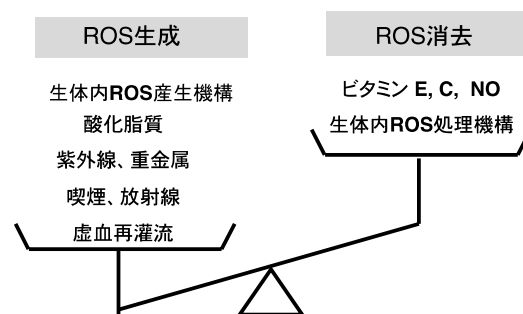 ROS生成
生体内ROS産生機構
酸化脂質
紫外線、重金属
喫煙、放射線
虚血再灌流
ROS消去
ビタミン E, C, NO
生体内ROS処理機構